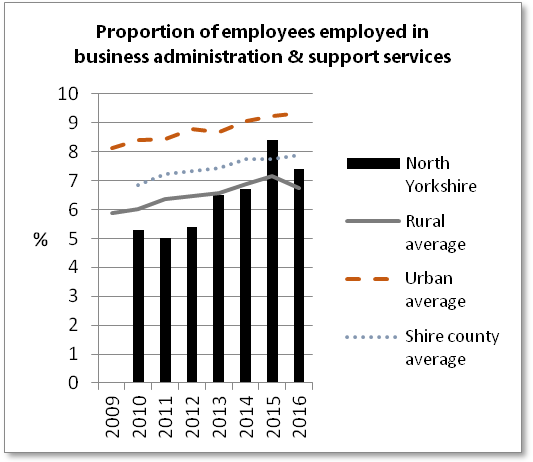 Proportion of employees employed in
business administration & support services
10
9
8
7
6
5
4
3
2
1
0
%
2009
2010
2011
2012
2013
2014
2015
2016
North
Yorkshire
Rural
average
Urban
average
Shire county
average